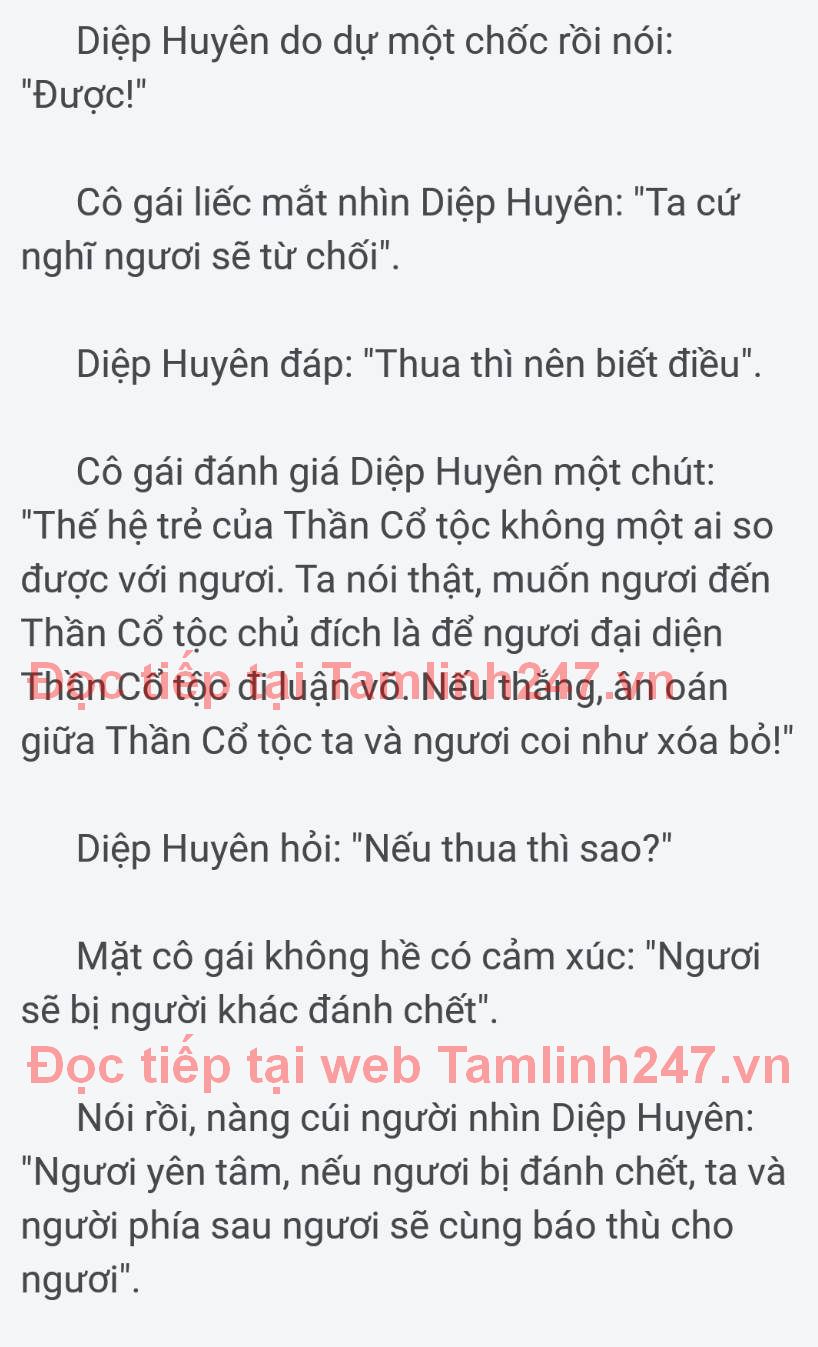 Diệp Huyên do dự một chốc rồi nói:
"Được!"
Cô gái liếc mắt nhìn Diệp Huyên: "Ta cứ
nghĩ ngươi sẽ từ chối".
Diệp Huyên đáp: "Thua thì nên biết điều".
Cô gái đánh giá Diệp Huyên một chút:
"Thế hệ trẻ của Thần Cổ tộc không một ai so
được với ngươi. Ta nói thật, muốn ngươi đến
Thần Cổ tộc chủ đích là để ngươi đại diện
Thần Cổ tộc đi luận võ. Nếu thắng, ân oán
Đọc tiếp tại Tamlinh247.vn
giữa Thần Cổ tộc ta và ngươi coi như xóa bỏ!"
Diệp Huyên hỏi: "Nếu thua thì sao?"
Mặt cô gái không hề có cảm xúc: "Ngươi
sẽ bị người khác đánh chết".
Đọc tiếp tại web Tamlinh247.vn
Nói rồi, nàng cúi người nhìn Diệp Huyên:
"Ngươi yên tâm, nếu ngươi bị đánh chết, ta và
người phía sau ngươi sẽ cùng báo thù cho
ngươi".